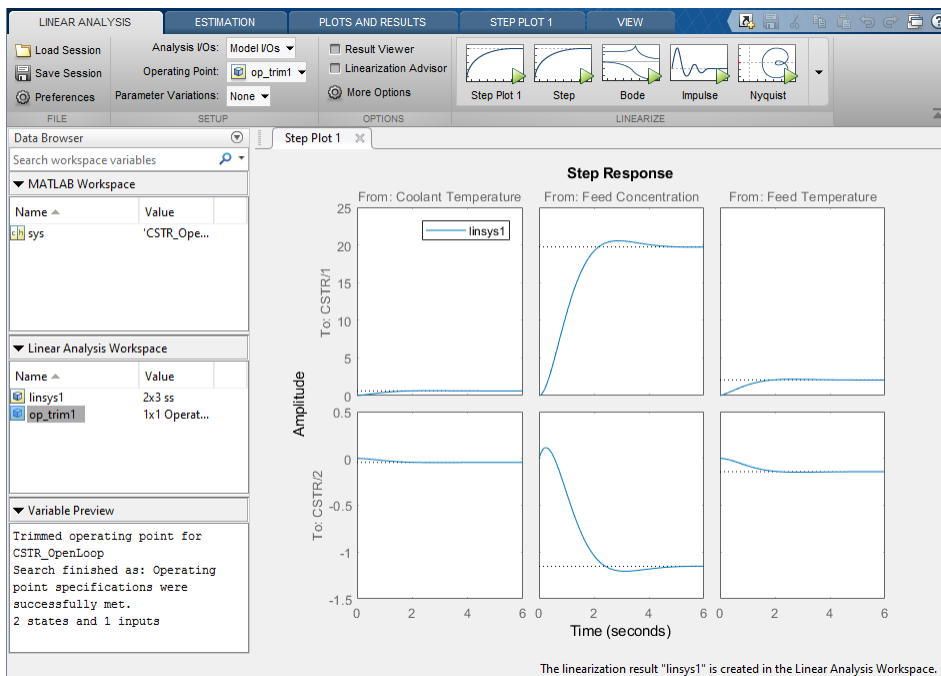 LINEAR ANALYSIS ESTIMATION PLOTS AND RESULTS STEP PLOT 1 VIEW
Load Session
Save Session
Preferences
FILE
Analysis I/Os: Model I/Os
Operating Point: op_trim1
Parameter Variations: None
SETUP
Result Viewer
Linearization Advisor
More Options
OPTIONS
Step Plot 1 Step Bode Impulse Nyquist
LINEARIZE
Data Browser
Search workspace variables
MATLAB Workspace
Name Value
sys 'CSTR_Ope...
Linear Analysis Workspace
Name Value
linsys1 2x3 ss
op_trim1 1x1 Operat...
Variable Preview
Trimmed operating point for
CSTR_OpenLoop
Search finished as: Operating
point specifications were
successfully met.
2 states and 1 inputs
Step Plot 1
Step Response
From: Coolant Temperature From: Feed Concentration From: Feed Temperature
linsys1
Amplitude
To: CSTR/1
25
20
15
10
5
0
To: CSTR/2
0.5
0
-0.5
-1
-1.5
0 2 4 6 0 2 4 6 0 2 4 6
Time (seconds)
The linearization result "linsys1" is created in the Linear Analysis Workspace.